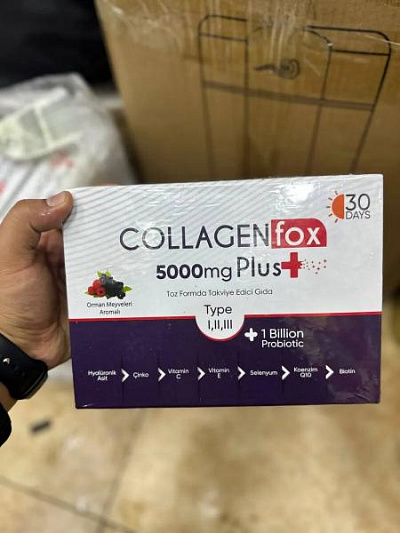 30
DAYS
COLLAGEN fox
5000mg Plus+
Toz Formda Takviye Edici Gıda
Orman Meyveleri
Aromalı
Type
I,II,III
+ 1 Billion
Probiotic
Hyalüronik Asit
Çinko
Vitamin C
Vitamin E
Selenyum
Koenzim Q10
Biotin